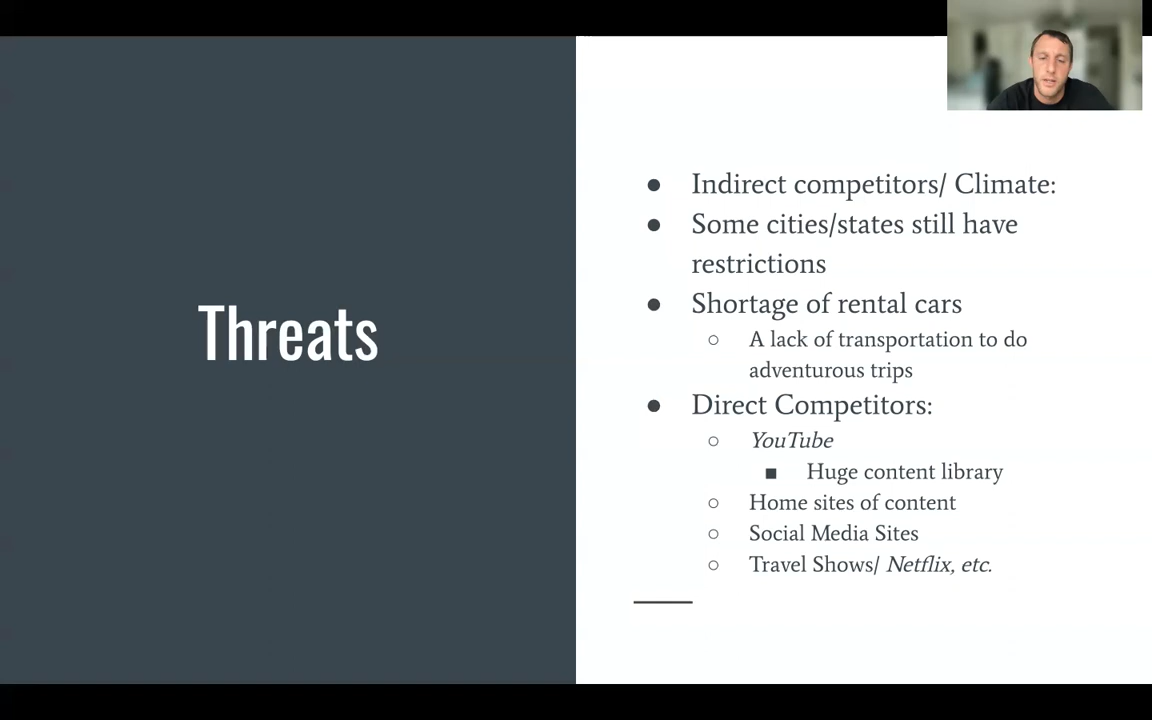 Threats
● Indirect competitors/ Climate:
● Some cities/states still have
restrictions
● Shortage of rental cars
○ A lack of transportation to do
adventurous trips
● Direct Competitors:
○ YouTube
■ Huge content library
○ Home sites of content
○ Social Media Sites
○ Travel Shows/ Netflix, etc.